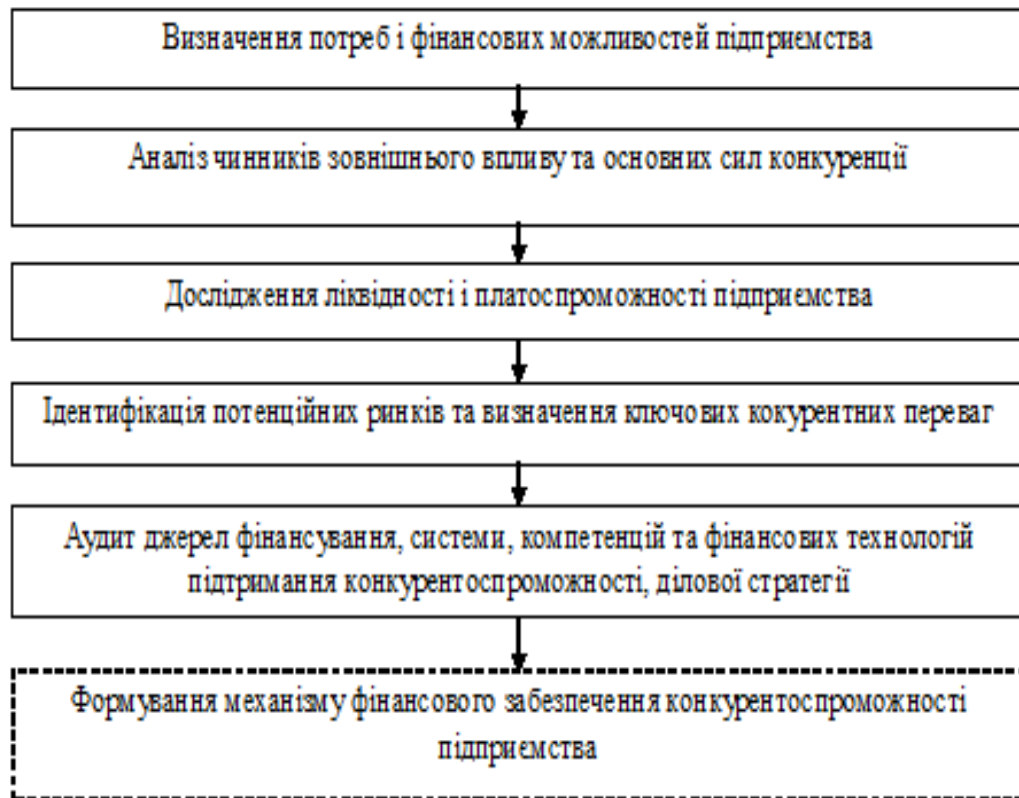 Визначення потреб і фінансових можливостей підприємства
Аналіз чинників зовнішнього впливу та основних сил конкуренції
Дослідження ліквідності і платоспроможності підприємства
Ідентифікація потенційних ринків та визначення ключових кокурентних переваг
Аудит джерел фінансування, системи, компетенцій та фінансових технологій
підтримання конкурентоспроможності, ділової стратегії
Формування механізму фінансового забезпечення конкурентоспроможності
підприємства